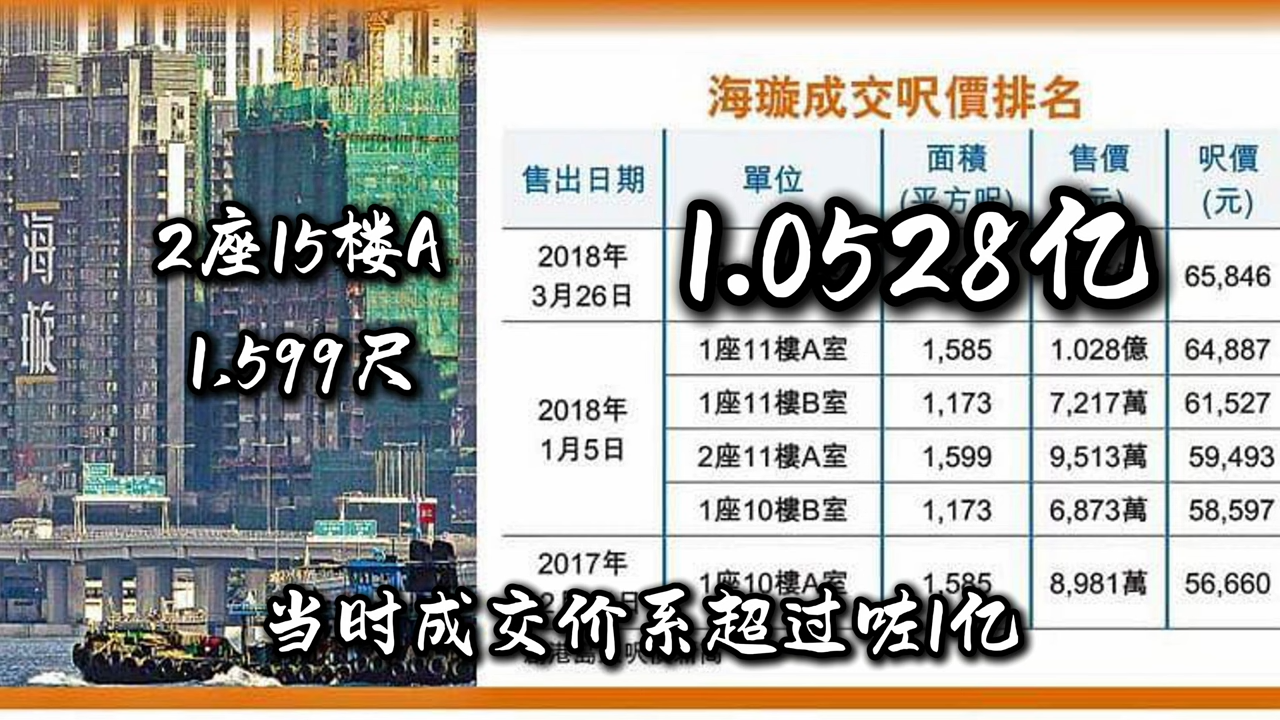 海璇
2座15楼A
1.599尺
海璇成交呎價排名
售出日期 單位 面積 (平方呎) 售價 (元) 呎價 (元)
2018年3月26日 1.0528亿 65,846
2018年1月5日 1座11樓A室 1,585 1.028億 64,887
1座11樓B室 1,173 7,217萬 61,527
2座11樓A室 1,599 9,513萬 59,493
1座10樓B室 1,173 6,873萬 58,597
2017年 1座10樓A室 1,585 8,981萬 56,660
当时成交价系超过咗1亿